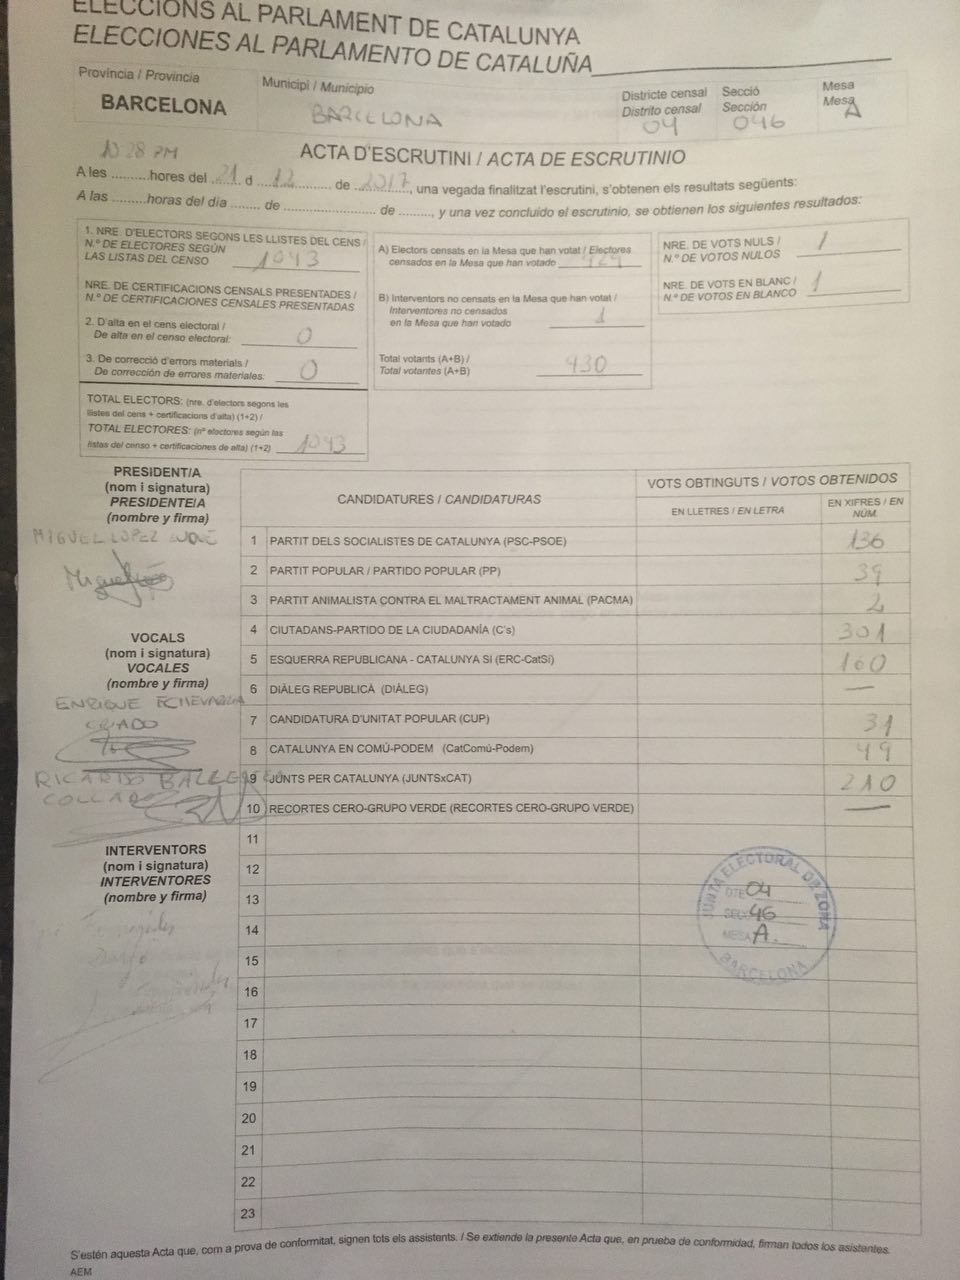 ELECCIONS AL PARLAMENT DE CATALUNYA
ELECCIONES AL PARLAMENTO DE CATALUÑA
Província / Provincia
BARCELONA
Municipi / Municipio
BARCELONA
Districte censal
Distrito censal
04
Secció
Sección
046
Mesa
Mesa
A
ACTA D'ESCRUTINI / ACTA DE ESCRUTINIO
10:28 PM
A les .........hores del 21 d 12 de 2017, una vegada finalitzat l'escrutini, s'obtenen els resultats següents:
A las .........horas del día ....... de ........................ de ........, y una vez concluido el escrutinio, se obtienen los siguientes resultados:
1. NRE. D'ELECTORS SEGONS LES LLISTES DEL CENS /
N.º DE ELECTORES SEGÚN
LAS LISTAS DEL CENSO 1043
NRE. DE CERTIFICACIONS CENSALS PRESENTADES /
N.º DE CERTIFICACIONES CENSALES PRESENTADAS
2. D'alta en el cens electoral /
De alta en el censo electoral: 0
3. De correcció d'errors materials /
De corrección de errores materiales: 0
TOTAL ELECTORS: (nre. d'electors segons les
llistes del cens + certificacions d'alta) (1+2) /
TOTAL ELECTORES: (nº electores según las
listas del censo + certificaciones de alta) (1+2) 1043
A) Electors censats en la Mesa que han votat / Electores
censados en la Mesa que han votado
B) Interventors no censats en la Mesa que han votat /
Interventores no censados
en la Mesa que han votado 1
Total votants (A+B) /
Total votantes (A+B) 930
NRE. DE VOTS NULS /
N.º DE VOTOS NULOS 1
NRE. DE VOTS EN BLANC /
N.º DE VOTOS EN BLANCO 1
PRESIDENT/A
(nom i signatura)
PRESIDENTE/A
(nombre y firma)
MIGUEL LOPEZ
VOCALS
(nom i signatura)
VOCALES
(nombre y firma)
ENRIQUE ECHEVARRIA
CRIADO
RICARDO
COLLADO
INTERVENTORS
(nom i signatura)
INTERVENTORES
(nombre y firma)
CANDIDATURES / CANDIDATURAS
VOTS OBTINGUTS / VOTOS OBTENIDOS
EN LLETRES / EN LETRA
EN XIFRES / EN
NÚM.
1 PARTIT DELS SOCIALISTES DE CATALUNYA (PSC-PSOE) 136
2 PARTIT POPULAR / PARTIDO POPULAR (PP) 39
3 PARTIT ANIMALISTA CONTRA EL MALTRACTAMENT ANIMAL (PACMA) 2
4 CIUTADANS-PARTIDO DE LA CIUDADANÍA (C's) 301
5 ESQUERRA REPUBLICANA - CATALUNYA SI (ERC-CatSí) 160
6 DIÀLEG REPUBLICÀ (DIÀLEG) —
7 CANDIDATURA D'UNITAT POPULAR (CUP) 31
8 CATALUNYA EN COMÚ-PODEM (CatComú-Podem) 49
9 JUNTS PER CATALUNYA (JUNTSxCAT) 210
10 RECORTES CERO-GRUPO VERDE (RECORTES CERO-GRUPO VERDE) —
11
12
13
14
15
16
17
18
19
20
21
22
23
JUNTA ELECTORAL DE ZONA
DTE 04
SEC 46
MESA A
BARCELONA
S'estén aquesta Acta que, com a prova de conformitat, signen tots els assistents. / Se extiende la presente Acta que, en prueba de conformidad, firman todos los asistentes.
AEM